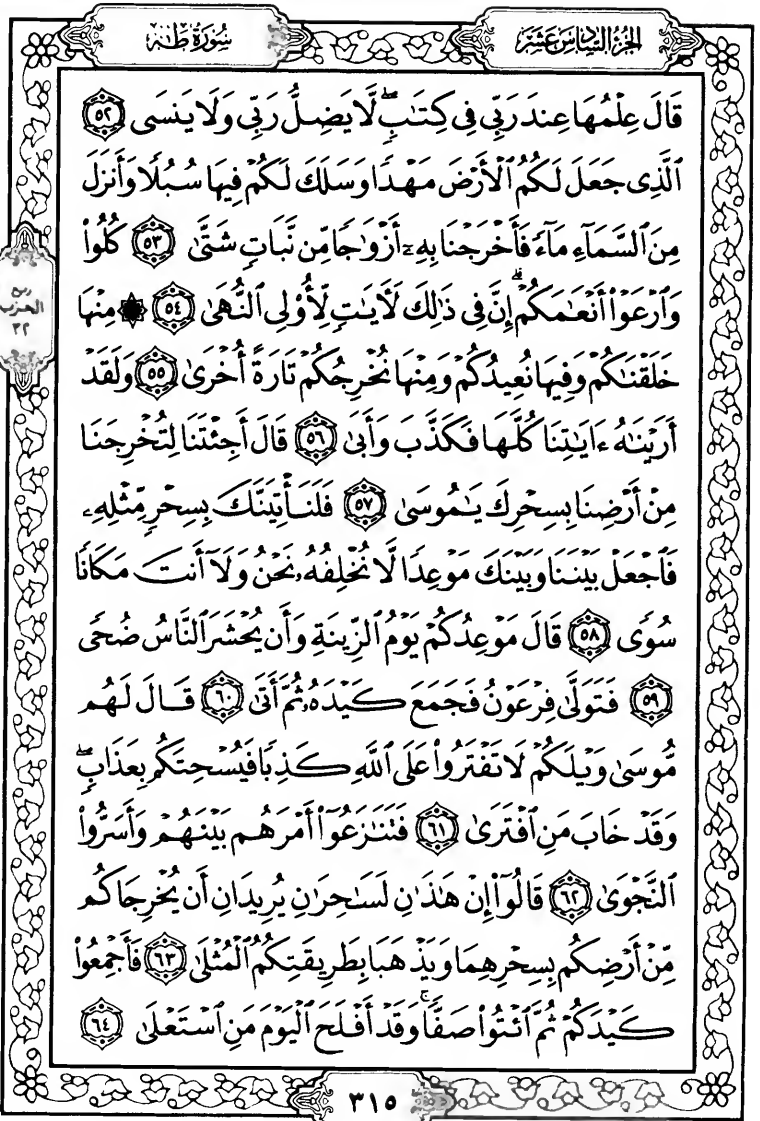 الجزء السادس عشر
سورة طه
قَالَ عِلْمُهَا عِندَ رَبِّي فِي كِتَٰبٍۖ لَّا يَضِلُّ رَبِّي وَلَا يَنسَى ٥٢
ٱلَّذِي جَعَلَ لَكُمُ ٱلْأَرْضَ مَهْدًا وَسَلَكَ لَكُمْ فِيهَا سُبُلًا وَأَنزَلَ
مِنَ ٱلسَّمَآءِ مَآءً فَأَخْرَجْنَا بِهِۦٓ أَزْوَٰجًا مِّن نَّبَاتٍ شَتَّىٰ ٥٣ كُلُوا۟
وَٱرْعَوْا۟ أَنْعَٰمَكُمْۗ إِنَّ فِي ذَٰلِكَ لَءَايَٰتٍ لِّأُو۟لِي ٱلنُّهَىٰ ٥٤ ۞ مِنْهَا
خَلَقْنَٰكُمْ وَفِيهَا نُعِيدُكُمْ وَمِنْهَا نُخْرِجُكُمْ تَارَةً أُخْرَىٰ ٥٥ وَلَقَدْ
أَرَيْنَٰهُ ءَايَٰتِنَا كُلَّهَا فَكَذَّبَ وَأَبَىٰ ٥٦ قَالَ أَجِئْتَنَا لِتُخْرِجَنَا
مِنْ أَرْضِنَا بِسِحْرِكَ يَٰمُوسَىٰ ٥٧ فَلَنَأْتِيَنَّكَ بِسِحْرٍ مِّثْلِهِۦ
فَٱجْعَلْ بَيْنَنَا وَبَيْنَكَ مَوْعِدًا لَّا نُخْلِفُهُۥ نَحْنُ وَلَآ أَنتَ مَكَانًا
سُوًى ٥٨ قَالَ مَوْعِدُكُمْ يَوْمُ ٱلزِّينَةِ وَأَن يُحْشَرَ ٱلنَّاسُ ضُحًى
٥٩ فَتَوَلَّىٰ فِرْعَوْنُ فَجَمَعَ كَيْدَهُۥ ثُمَّ أَتَىٰ ٦٠ قَالَ لَهُم
مُّوسَىٰ وَيْلَكُمْ لَا تَفْتَرُوا۟ عَلَى ٱللَّهِ كَذِبًا فَيُسْحِتَكُم بِعَذَابٍۖ
وَقَدْ خَابَ مَنِ ٱفْتَرَىٰ ٦١ فَتَنَٰزَعُوٓا۟ أَمْرَهُم بَيْنَهُمْ وَأَسَرُّوا۟
ٱلنَّجْوَىٰ ٦٢ قَالُوٓا۟ إِنْ هَٰذَٰنِ لَسَٰحِرَٰنِ يُرِيدَانِ أَن يُخْرِجَاكُم
مِّنْ أَرْضِكُم بِسِحْرِهِمَا وَيَذْهَبَا بِطَرِيقَتِكُمُ ٱلْمُثْلَىٰ ٦٣ فَأَجْمِعُوا۟
كَيْدَكُمْ ثُمَّ ٱئْتُوا۟ صَفًّاۚ وَقَدْ أَفْلَحَ ٱلْيَوْمَ مَنِ ٱسْتَعْلَىٰ ٦٤
ربع
الحزب
٣٢
٣١٥